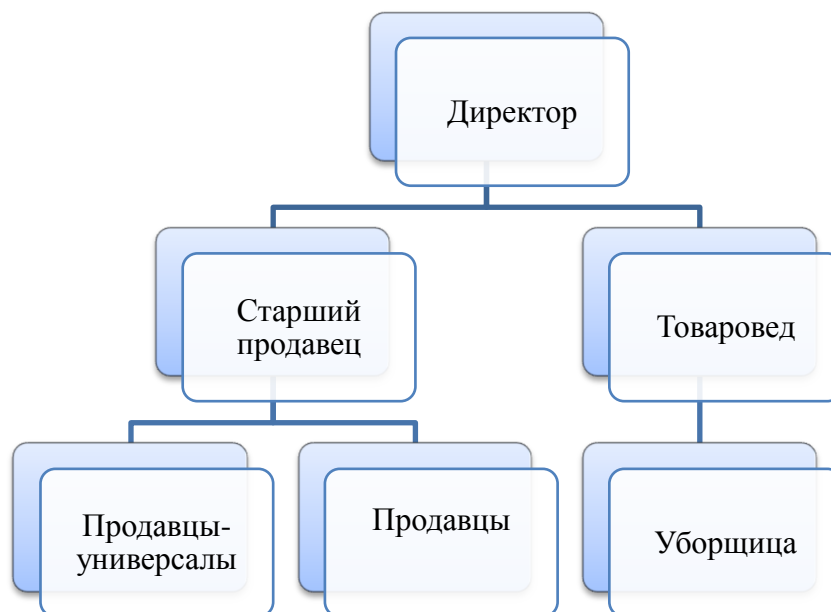 Директор
Старший
продавец
Товаровед
Продавцы-
универсалы
Продавцы
Уборщица